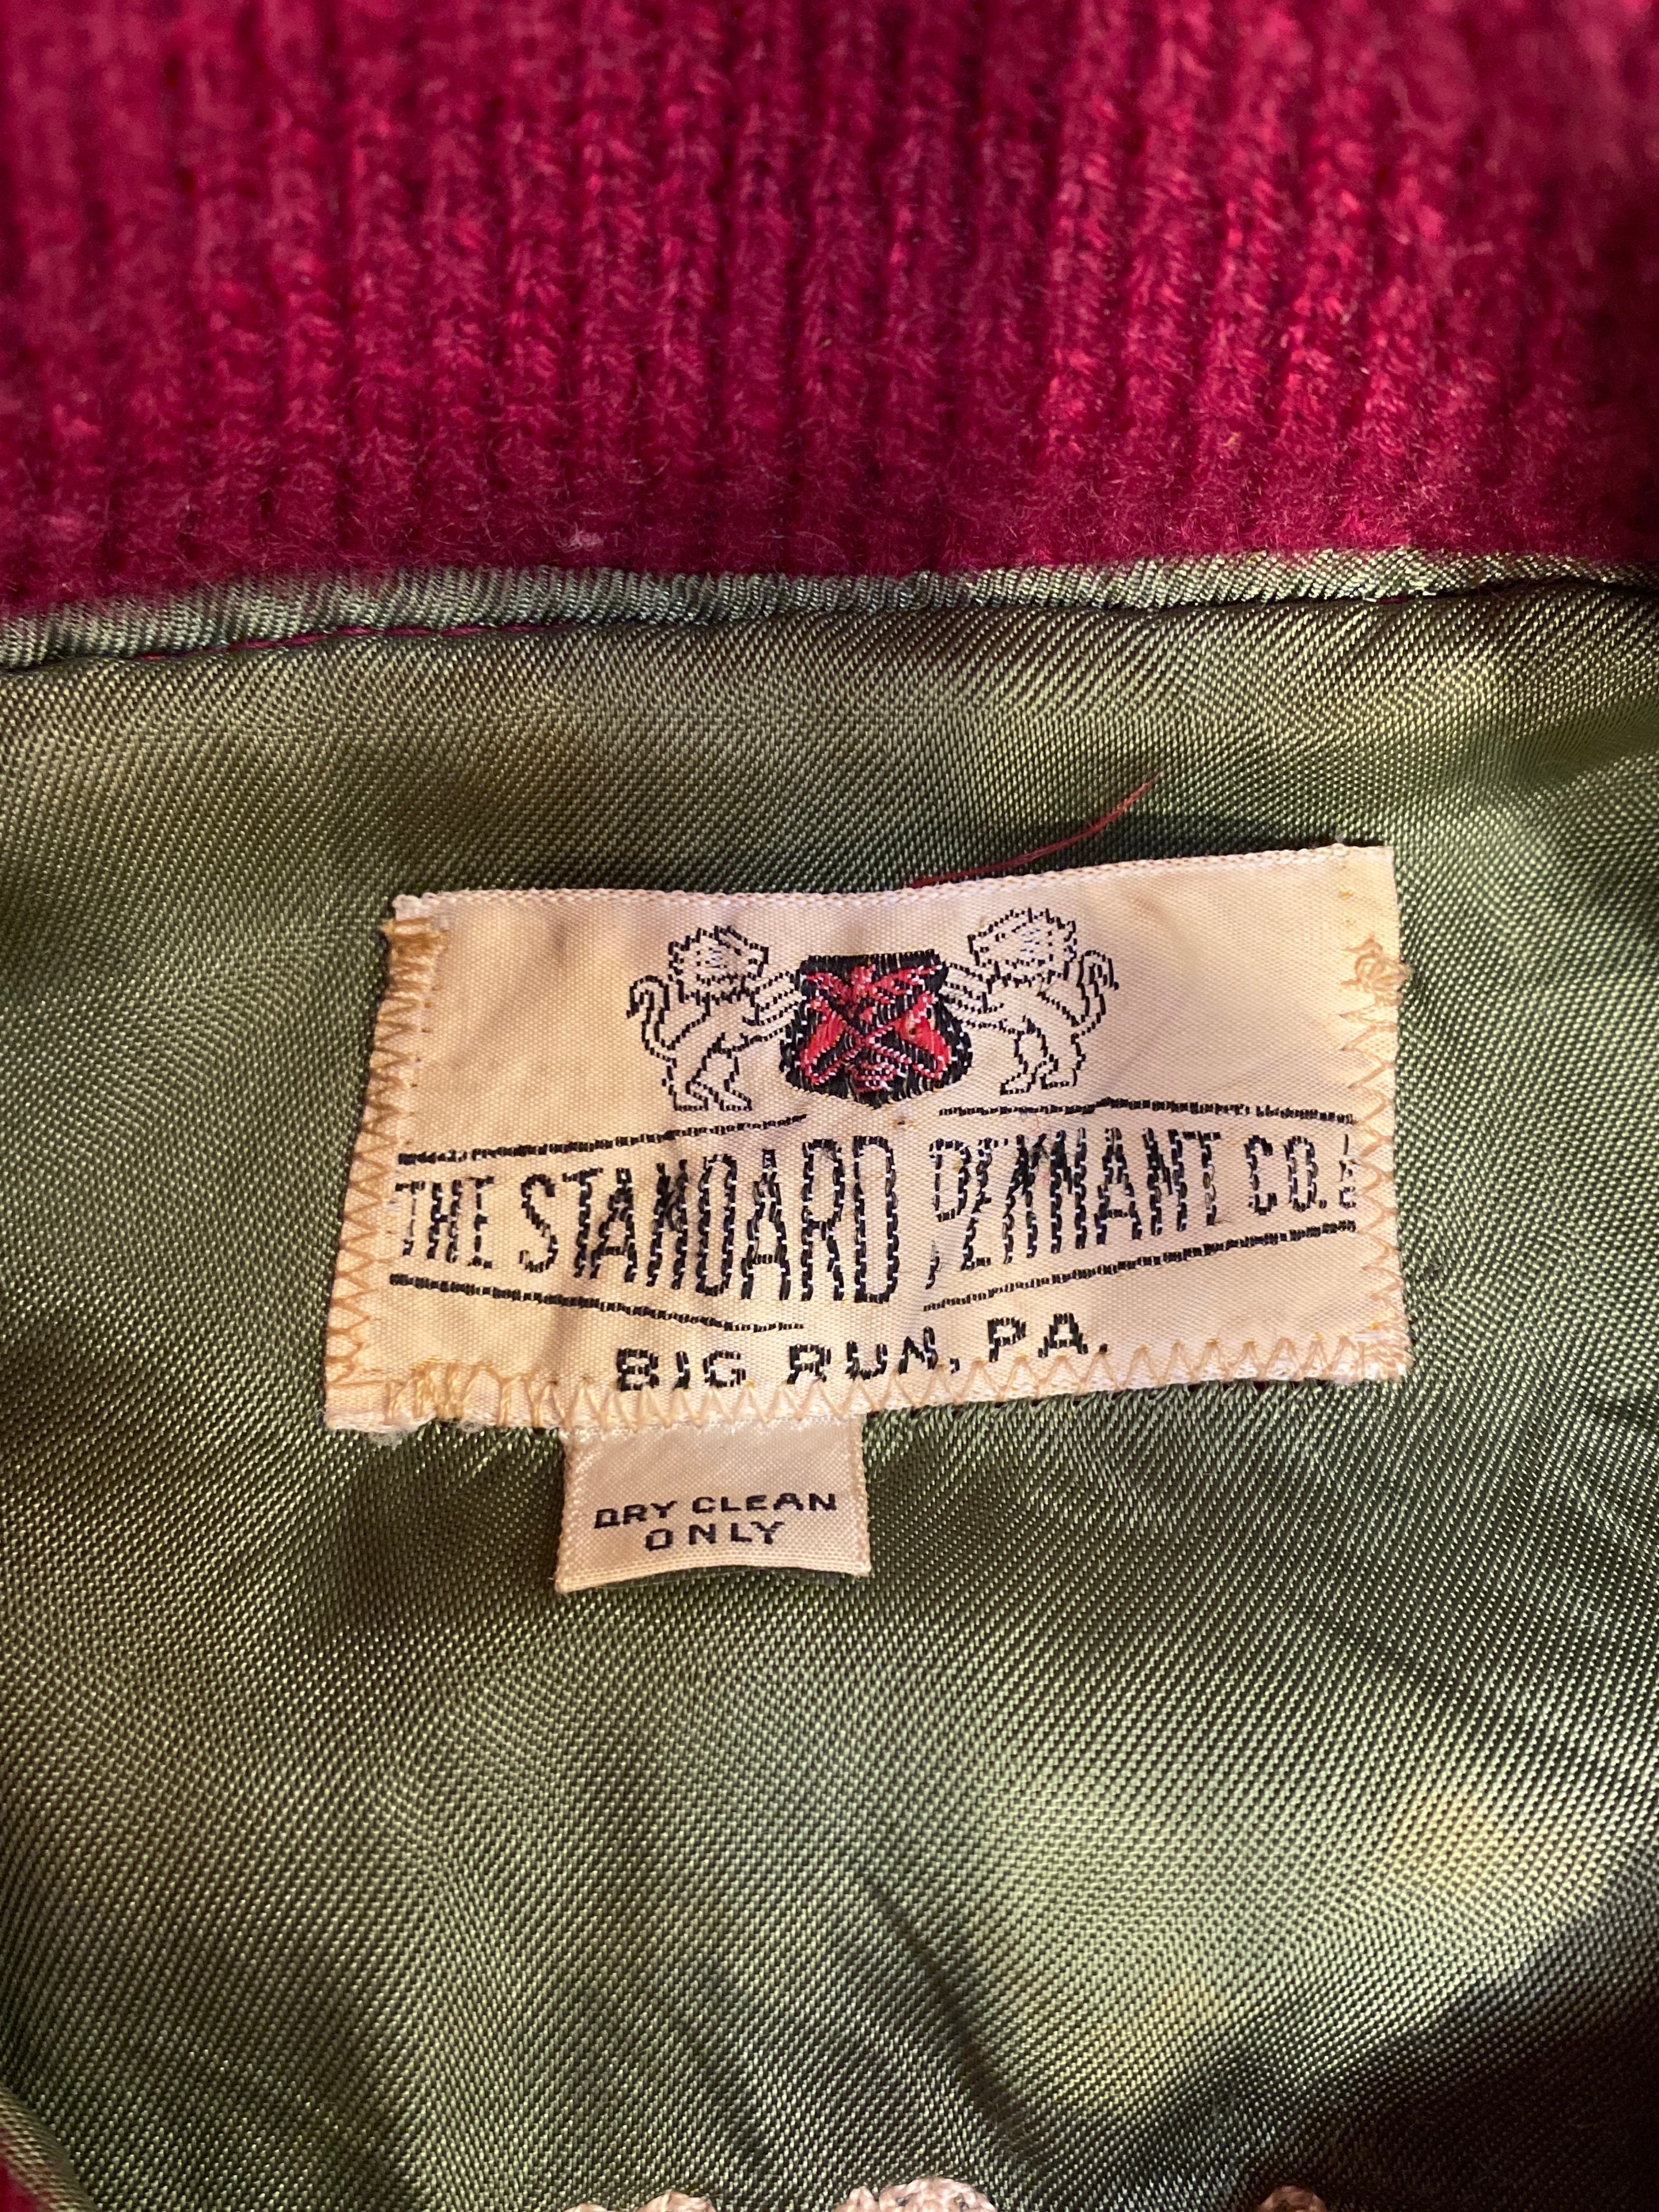 THE STANDARD PENNANT CO.
BIG RUN, PA.
DRY CLEAN
ONLY